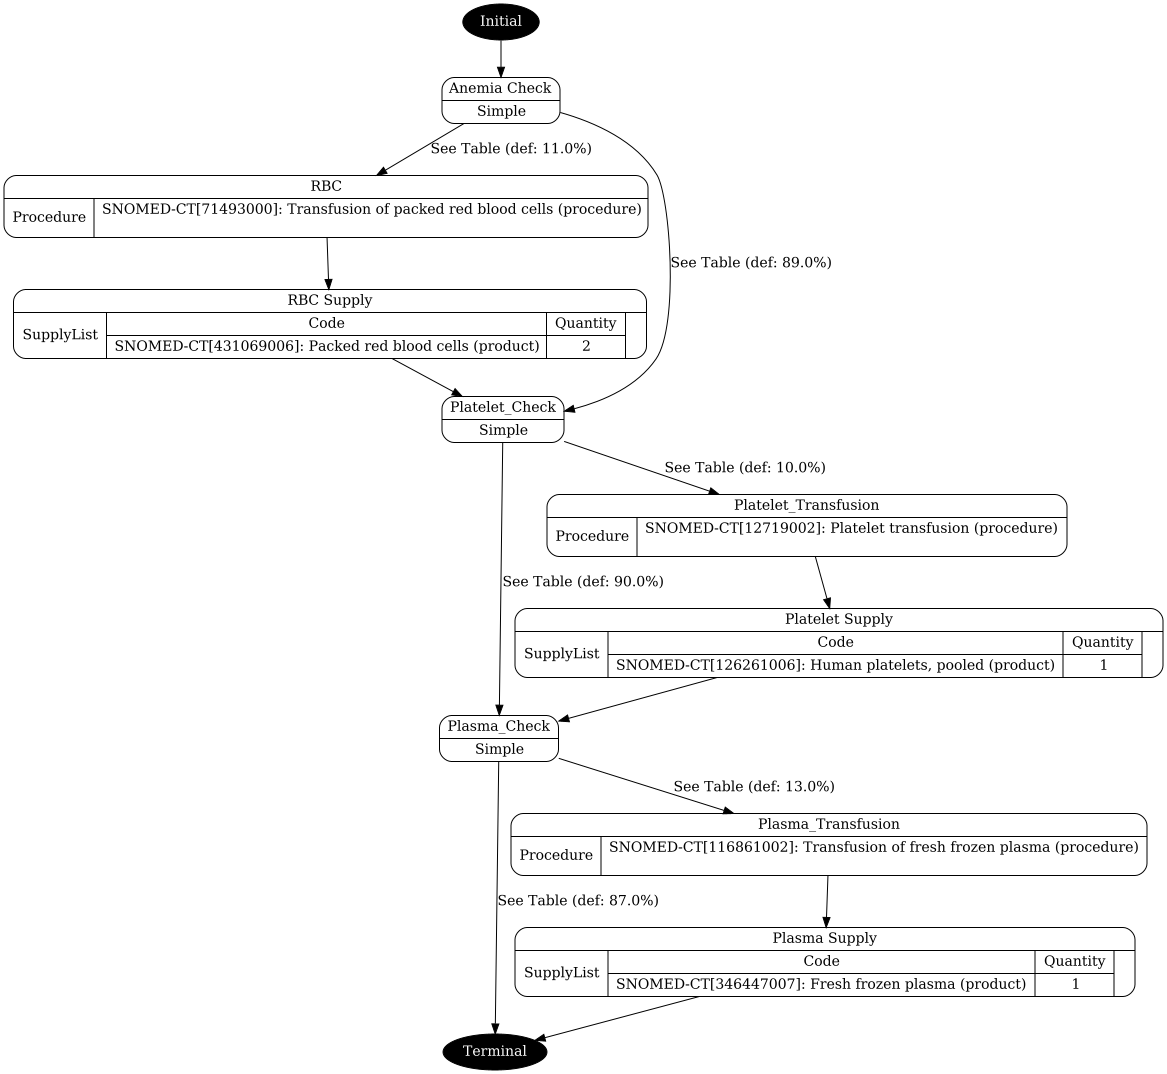 Initial
Anemia Check
Simple
See Table (def: 11.0%)
RBC
Procedure
SNOMED-CT[71493000]: Transfusion of packed red blood cells (procedure)
See Table (def: 89.0%)
RBC Supply
SupplyList
Code
Quantity
SNOMED-CT[431069006]: Packed red blood cells (product)
2
Platelet_Check
Simple
See Table (def: 10.0%)
Platelet_Transfusion
Procedure
SNOMED-CT[12719002]: Platelet transfusion (procedure)
See Table (def: 90.0%)
Platelet Supply
SupplyList
Code
Quantity
SNOMED-CT[126261006]: Human platelets, pooled (product)
1
Plasma_Check
Simple
See Table (def: 13.0%)
Plasma_Transfusion
Procedure
SNOMED-CT[116861002]: Transfusion of fresh frozen plasma (procedure)
See Table (def: 87.0%)
Plasma Supply
SupplyList
Code
Quantity
SNOMED-CT[346447007]: Fresh frozen plasma (product)
1
Terminal